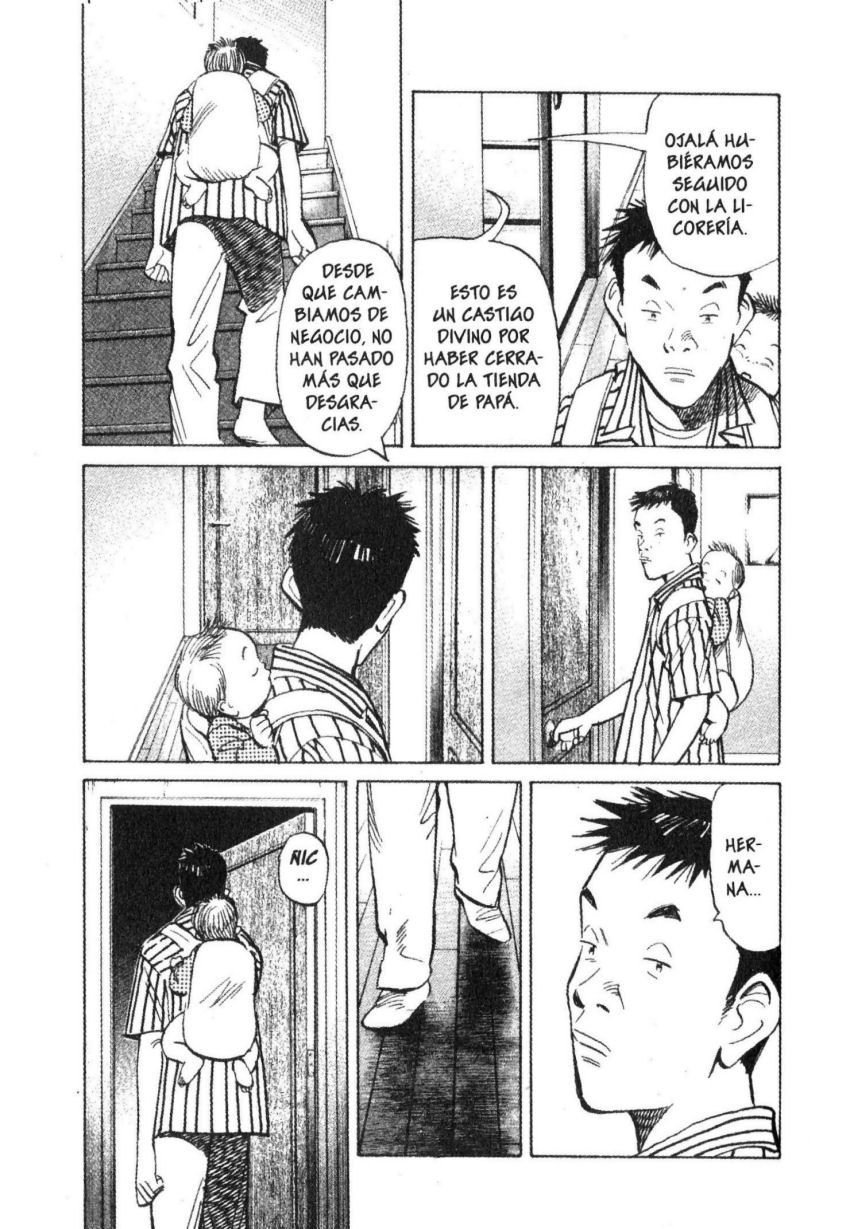 OJALÁ HU-
BIÉRAMOS
SEGUIDO
CON LA LI-
CORERÍA.
ESTO ES
UN CASTIGO
DIVINO POR
HABER CERRA-
DO LA TIENDA
DE PAPÁ.
DESDE
QUE CAM-
BIAMOS DE
NEGOCIO, NO
HAN PASADO
MÁS QUE
DESGRA-
CIAS.
HER-
MA-
NA...
ÑIC
...